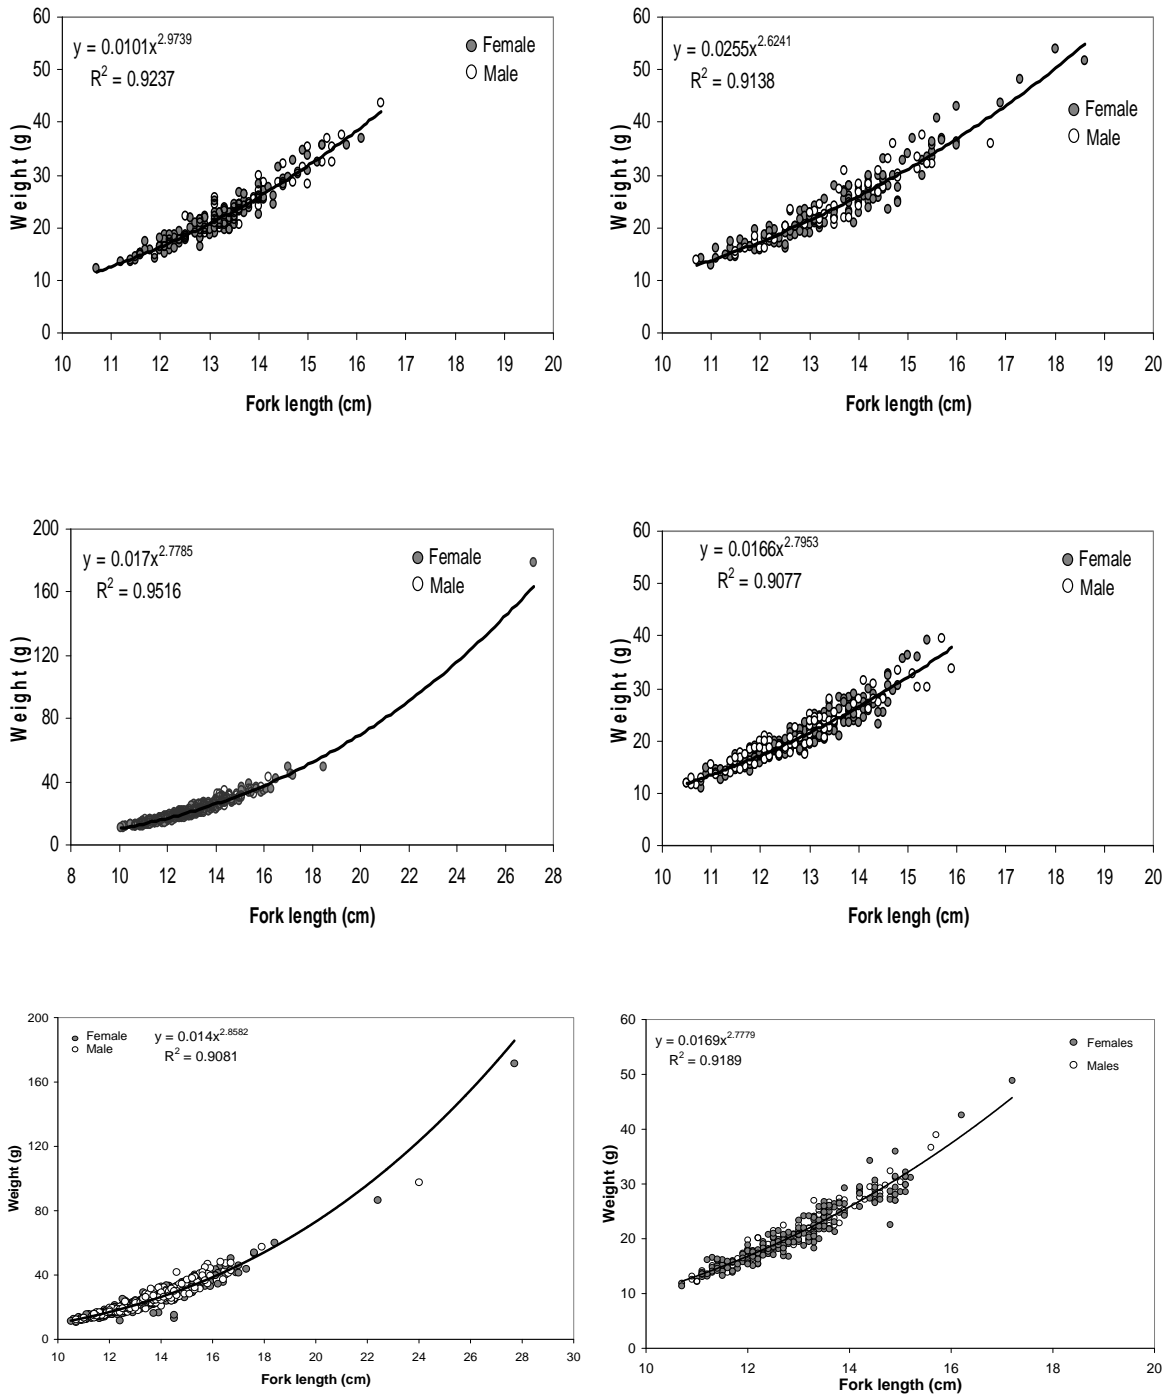 60
50
40
30
20
10
0
y = 0.0101x^2.9739
R² = 0.9237
Female
Male
Weight (g)
10 11 12 13 14 15 16 17 18 19 20
Fork length (cm)
60
50
40
30
20
10
0
y = 0.0255x^2.6241
R² = 0.9138
Female
Male
Weight (g)
10 11 12 13 14 15 16 17 18 19 20
Fork length (cm)
200
160
120
80
40
0
y = 0.017x^2.7785
R² = 0.9516
Female
Male
Weight (g)
8 10 12 14 16 18 20 22 24 26 28
Fork length (cm)
60
50
40
30
20
10
0
y = 0.0166x^2.7953
R² = 0.9077
Female
Male
Weight (g)
10 11 12 13 14 15 16 17 18 19 20
Fork length (cm)
200
160
120
80
40
0
Female
Male
y = 0.014x^2.8582
R² = 0.9081
Weight (g)
10 12 14 16 18 20 22 24 26 28 30
Fork length (cm)
60
50
40
30
20
10
0
y = 0.0169x^2.7779
R² = 0.9189
Females
Males
Weight (g)
10 12 14 16 18 20
Fork length (cm)